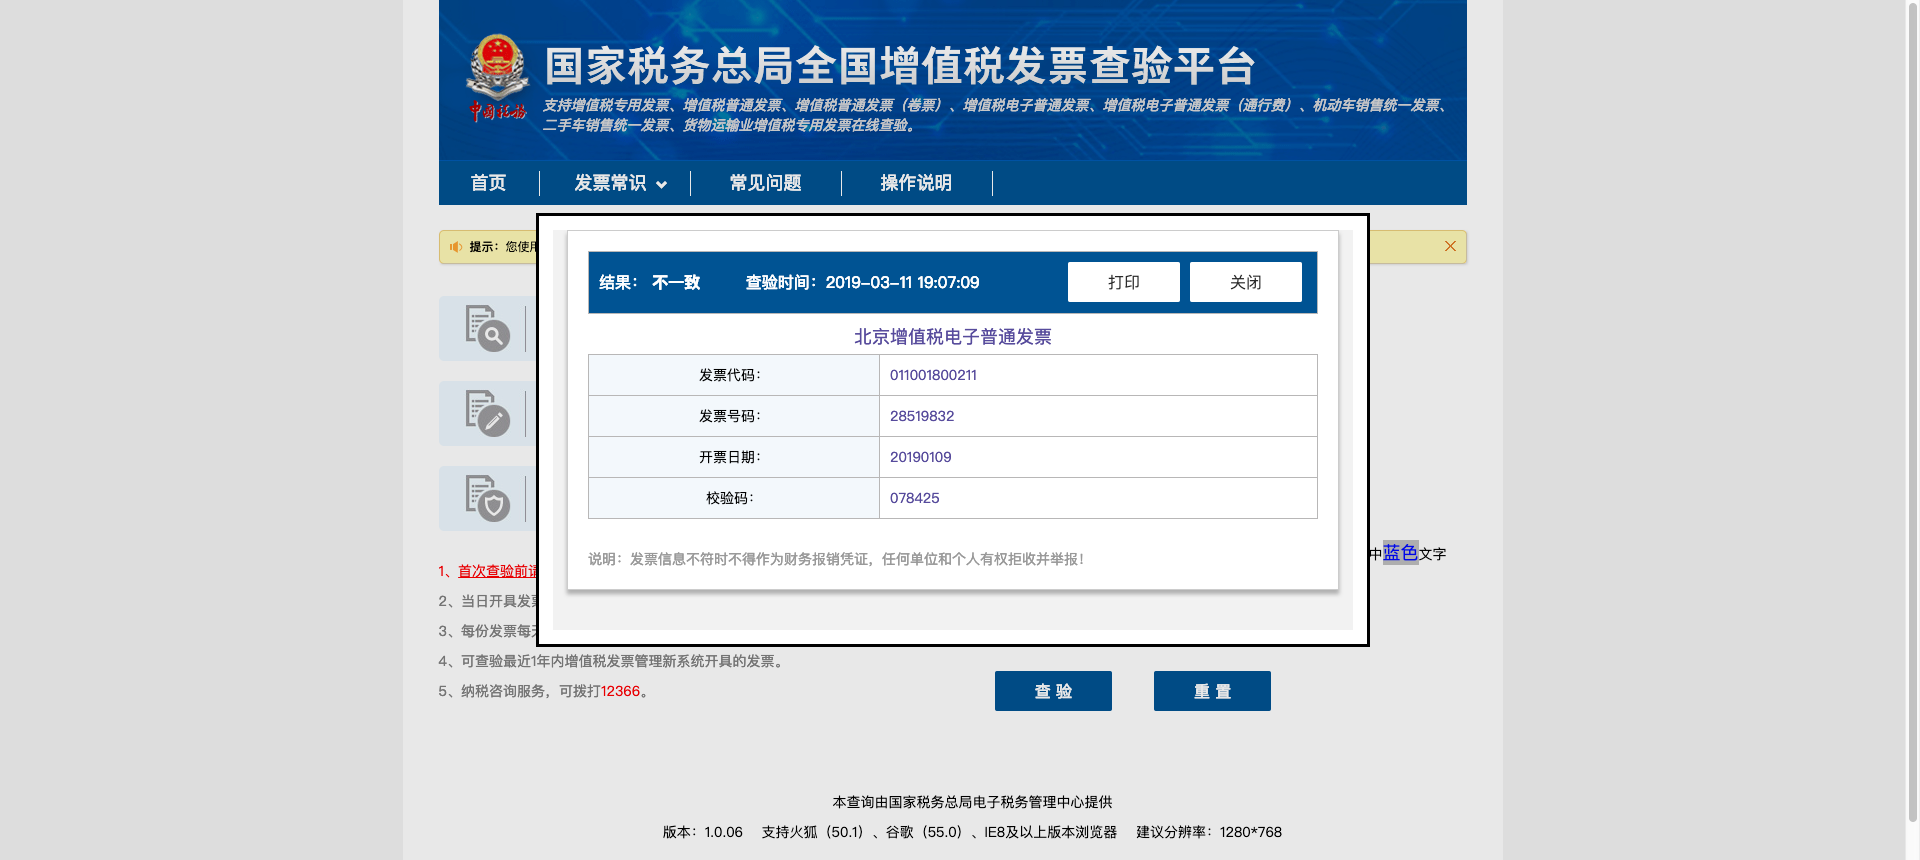 国家税务总局全国增值税发票查验平台
中国税务
支持增值税专用发票、增值税普通发票、增值税普通发票（卷票）、增值税电子普通发票、增值税电子普通发票（通行费）、机动车销售统一发票、
二手车销售统一发票、货物运输业增值税专用发票在线查验。
首页 发票常识 常见问题 操作说明
提示：您使用
结果： 不一致 查验时间：2019-03-11 19:07:09 打印 关闭
北京增值税电子普通发票
发票代码： 011001800211
发票号码： 28519832
开票日期： 20190109
校验码： 078425
说明：发票信息不符时不得作为财务报销凭证，任何单位和个人有权拒收并举报！
中蓝色文字
1、首次查验前请
2、当日开具发票
3、每份发票每天
4、可查验最近1年内增值税发票管理新系统开具的发票。
5、纳税咨询服务，可拨打12366。
查 验 重 置
本查询由国家税务总局电子税务管理中心提供
版本：1.0.06 支持火狐（50.1）、谷歌（55.0）、IE8及以上版本浏览器 建议分辨率：1280*768